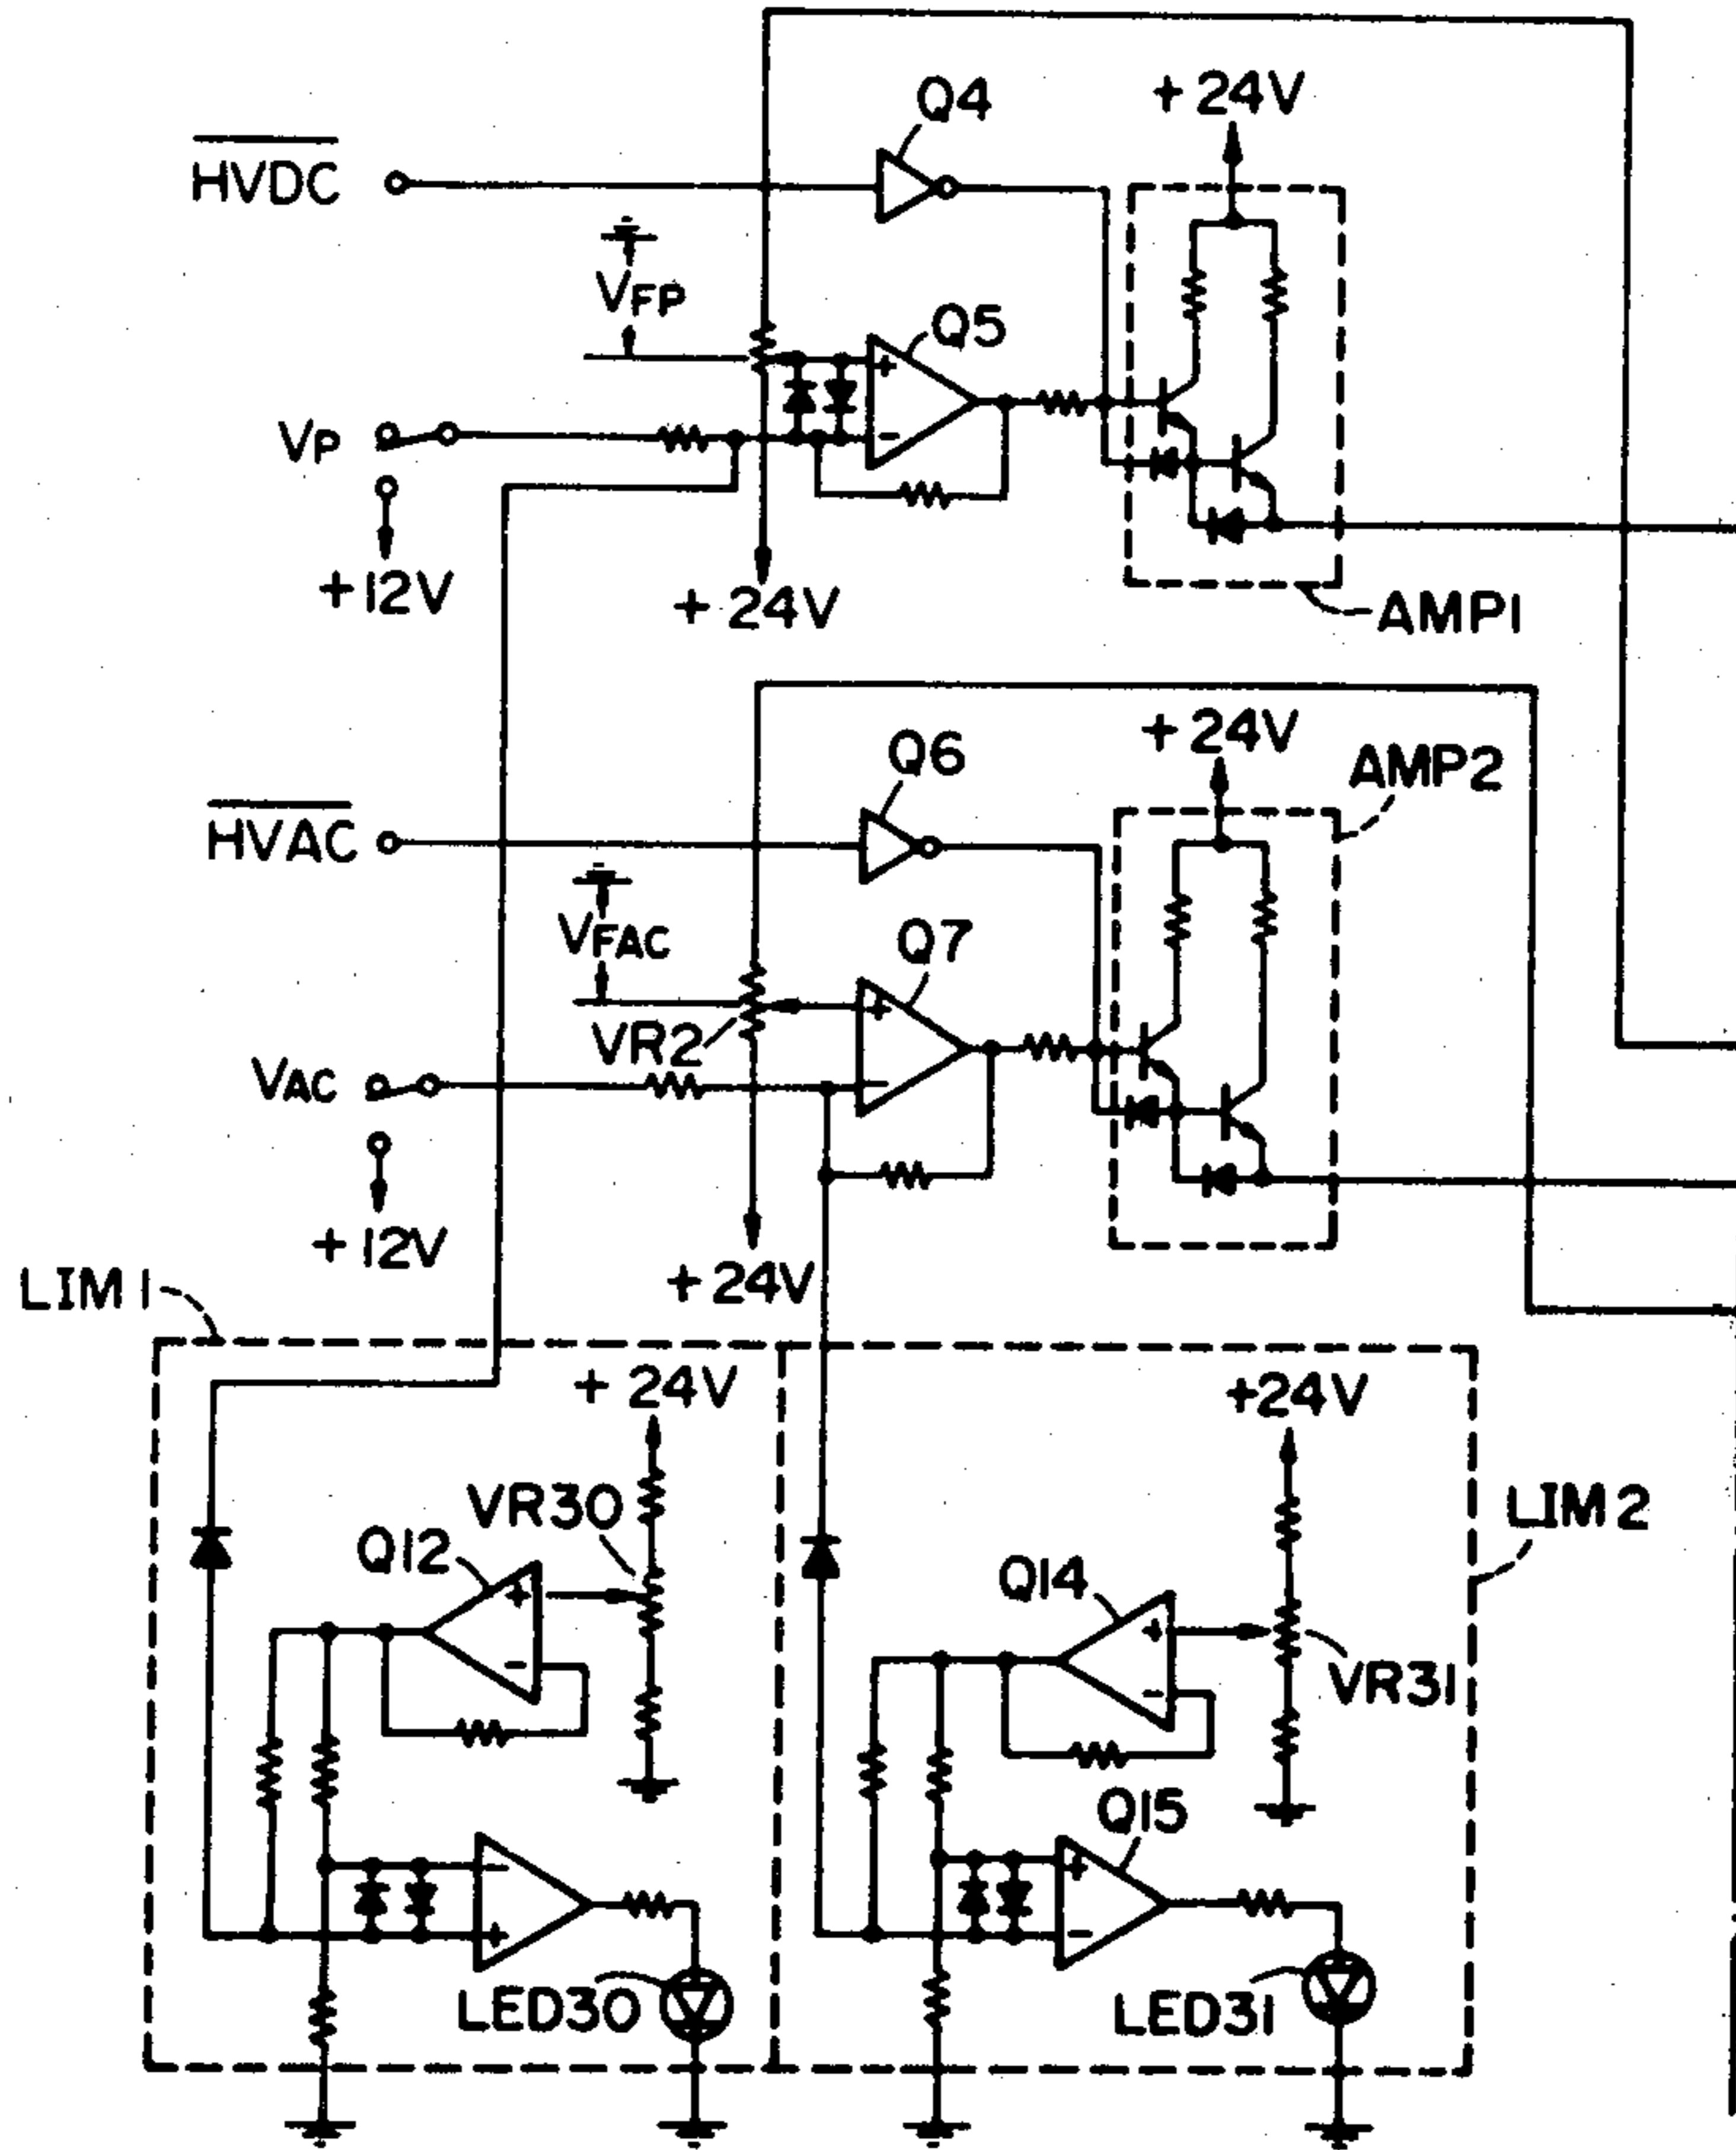 Q4
+24V
HVDC
VFP
Q5
VP
+12V
+24V
AMP1
+24V
AMP2
Q6
HVAC
VFAC
Q7
VR2
VAC
+12V
+24V
LIM1
+24V
+24V
VR30
LIM2
Q12
Q14
VR31
Q15
LED30
LED31